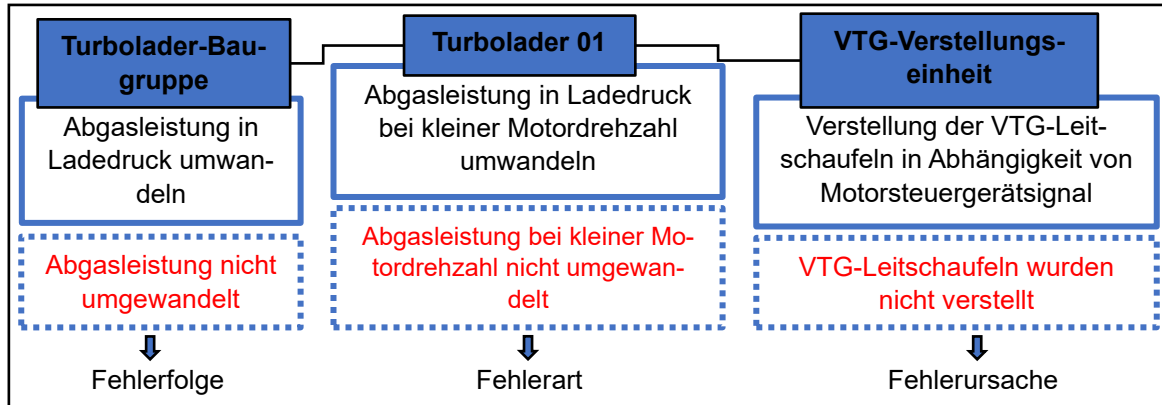 Turbolader-Bau-
gruppe
Abgasleistung in
Ladedruck umwan-
deln
Abgasleistung nicht
umgewandelt
Fehlerfolge
Turbolader 01
Abgasleistung in Ladedruck
bei kleiner Motordrehzahl
umwandeln
Abgasleistung bei kleiner Mo-
tordrehzahl nicht umgewan-
delt
Fehlerart
VTG-Verstellungs-
einheit
Verstellung der VTG-Leit-
schaufeln in Abhängigkeit von
Motorsteuergerätsignal
VTG-Leitschaufeln wurden
nicht verstellt
Fehlerursache